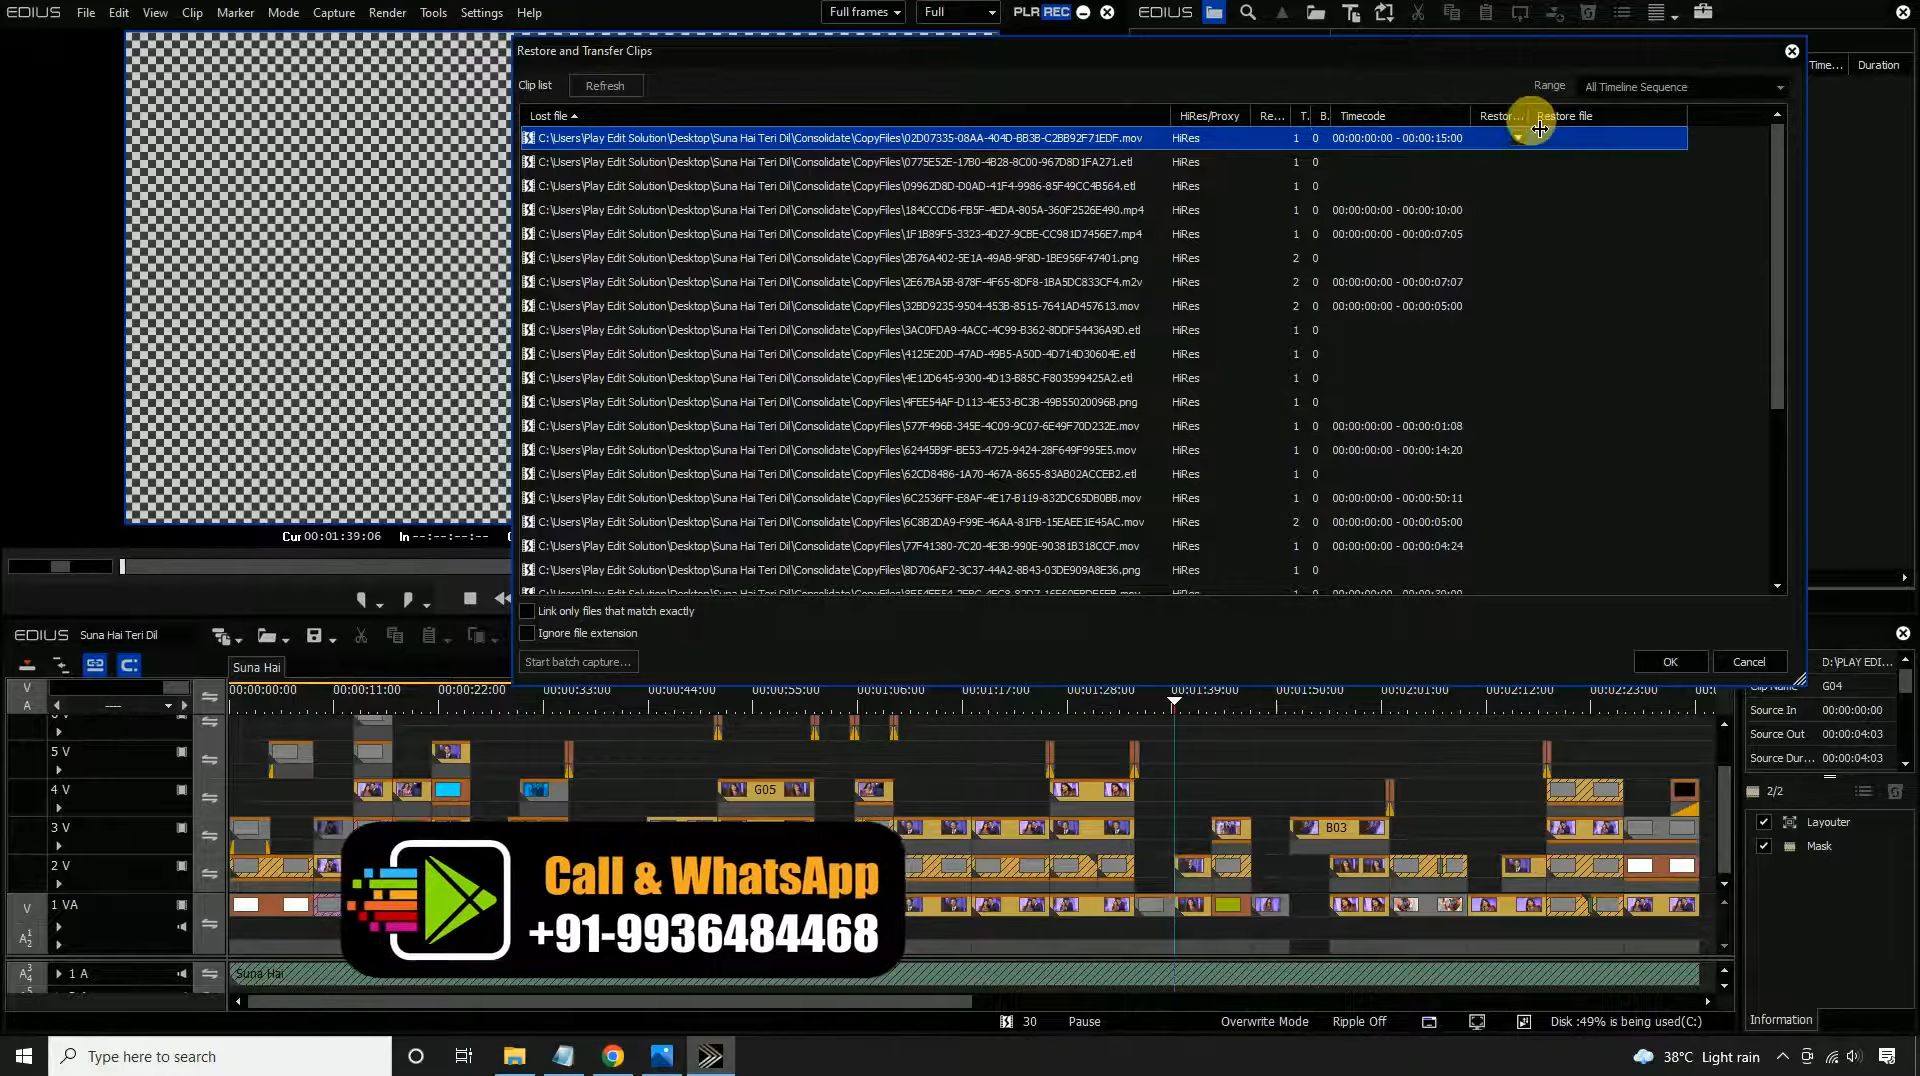 EDIUS File Edit View Clip Marker Mode Capture Render Tools Settings Help Full frames Full PLR REC EDIUS
Restore and Transfer Clips
Clip list Refresh Range All Timeline Sequence
Time... Duration
Lost file HiRes/Proxy Re... T. B. Timecode Restor... Restore file
C:\Users\Play Edit Solution\Desktop\Suna Hai Teri Dil\Consolidate\CopyFiles\02D07335-08AA-404D-BB3B-C2BB92F71EDF.mov HiRes 1 0 00:00:00:00 - 00:00:15:00
C:\Users\Play Edit Solution\Desktop\Suna Hai Teri Dil\Consolidate\CopyFiles\0775E52E-17B0-4B28-8C00-967D8D1FA271.etl HiRes 1 0
C:\Users\Play Edit Solution\Desktop\Suna Hai Teri Dil\Consolidate\CopyFiles\09962D8D-D0AD-41F4-9986-85F49CC4B564.etl HiRes 1 0
C:\Users\Play Edit Solution\Desktop\Suna Hai Teri Dil\Consolidate\CopyFiles\184CCCD6-FB5F-4EDA-805A-360F2526E490.mp4 HiRes 1 0 00:00:00:00 - 00:00:10:00
C:\Users\Play Edit Solution\Desktop\Suna Hai Teri Dil\Consolidate\CopyFiles\1F1B89F5-3323-4D27-9CBE-CC981D7456E7.mp4 HiRes 1 0 00:00:00:00 - 00:00:07:05
C:\Users\Play Edit Solution\Desktop\Suna Hai Teri Dil\Consolidate\CopyFiles\2B76A402-5E1A-49AB-9F8D-1BE956F47401.png HiRes 2 0
C:\Users\Play Edit Solution\Desktop\Suna Hai Teri Dil\Consolidate\CopyFiles\2E67BA5B-878F-4F65-8DF8-1BA5DC833CF4.m2v HiRes 2 0 00:00:00:00 - 00:00:07:07
C:\Users\Play Edit Solution\Desktop\Suna Hai Teri Dil\Consolidate\CopyFiles\32BD9235-9504-453B-8515-7641AD457613.mov HiRes 2 0 00:00:00:00 - 00:00:05:00
C:\Users\Play Edit Solution\Desktop\Suna Hai Teri Dil\Consolidate\CopyFiles\3AC0FDA9-4ACC-4C99-B362-8DDF54436A9D.etl HiRes 1 0
C:\Users\Play Edit Solution\Desktop\Suna Hai Teri Dil\Consolidate\CopyFiles\4125E20D-47AD-49B5-A50D-4D714D30604E.etl HiRes 1 0
C:\Users\Play Edit Solution\Desktop\Suna Hai Teri Dil\Consolidate\CopyFiles\4E12D645-9300-4D13-B85C-F803599425A2.etl HiRes 1 0
C:\Users\Play Edit Solution\Desktop\Suna Hai Teri Dil\Consolidate\CopyFiles\4FEE54AF-D113-4E53-BC3B-49B55020096B.png HiRes 1 0
C:\Users\Play Edit Solution\Desktop\Suna Hai Teri Dil\Consolidate\CopyFiles\577F496B-345E-4C09-9C07-6E49F70D232E.mov HiRes 1 0 00:00:00:00 - 00:00:01:08
C:\Users\Play Edit Solution\Desktop\Suna Hai Teri Dil\Consolidate\CopyFiles\62445B9F-BE53-4725-9424-28F649F995E5.mov HiRes 1 0 00:00:00:00 - 00:00:14:20
C:\Users\Play Edit Solution\Desktop\Suna Hai Teri Dil\Consolidate\CopyFiles\62CD8486-1A70-467A-8655-83AB02ACCEB2.etl HiRes 1 0
C:\Users\Play Edit Solution\Desktop\Suna Hai Teri Dil\Consolidate\CopyFiles\6C2536FF-E8AF-4E17-B119-832DC65DB0BB.mov HiRes 1 0 00:00:00:00 - 00:00:50:11
C:\Users\Play Edit Solution\Desktop\Suna Hai Teri Dil\Consolidate\CopyFiles\6C8B2DA9-F99E-46AA-81FB-15EAEE1E45AC.mov HiRes 2 0 00:00:00:00 - 00:00:05:00
C:\Users\Play Edit Solution\Desktop\Suna Hai Teri Dil\Consolidate\CopyFiles\77F41380-7C20-4E3B-990E-90381B318CCF.mov HiRes 1 0 00:00:00:00 - 00:00:04:24
C:\Users\Play Edit Solution\Desktop\Suna Hai Teri Dil\Consolidate\CopyFiles\8D706AF2-3C37-44A2-8B43-03DE909A8E36.png HiRes 1 0
Cur 00:01:39:06 In --:--:--:--
Link only files that match exactly
Ignore file extension
Start batch capture... OK Cancel
EDIUS Suna Hai Teri Dil
Suna Hai
00:00:00:00 00:00:11:00 00:00:22:00 00:00:33:00 00:00:44:00 00:00:55:00 00:01:06:00 00:01:17:00 00:01:28:00 00:01:39:00 00:01:50:00 00:02:01:00 00:02:12:00 00:02:23:00
D:\PLAY EDI...
Clip Name G04
Source In 00:00:00:00
Source Out 00:00:04:03
Source Dur... 00:00:04:03
2/2
Layouter
Mask
V
A
5 V
4 V
G05
3 V
B03
2 V
V 1 VA
A 1 2
A 3 4 1 A Suna Hai
Call & WhatsApp
+91-9936484468
30 Pause Overwrite Mode Ripple Off Disk :49% is being used(C:)
Information
Type here to search 38°C Light rain